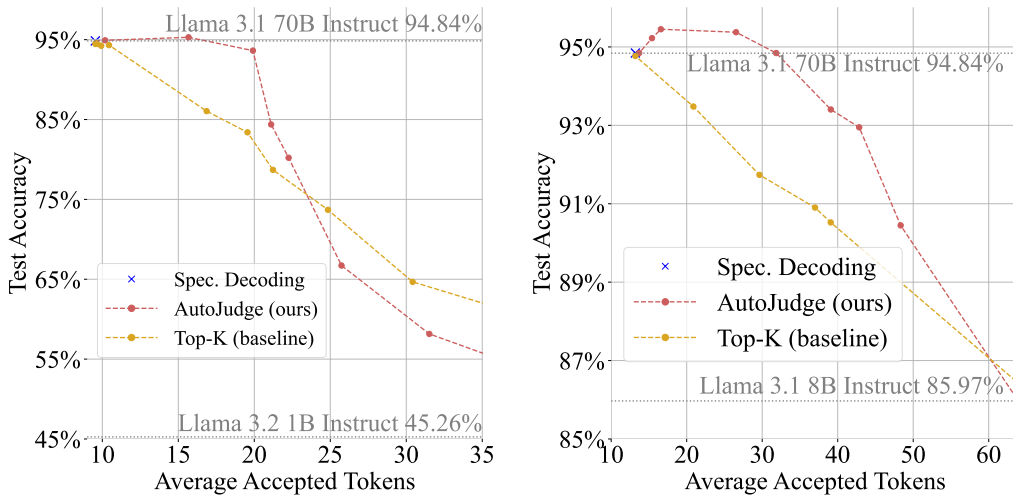 Llama 3.1 70B Instruct 94.84%
95%
85%
75%
65%
55%
45%
Test Accuracy
Spec. Decoding
AutoJudge (ours)
Top-K (baseline)
Llama 3.2 1B Instruct 45.26%
10 15 20 25 30 35
Average Accepted Tokens
95%
93%
91%
89%
87%
85%
Test Accuracy
Llama 3.1 70B Instruct 94.84%
Spec. Decoding
AutoJudge (ours)
Top-K (baseline)
Llama 3.1 8B Instruct 85.97%
10 20 30 40 50 60
Average Accepted Tokens